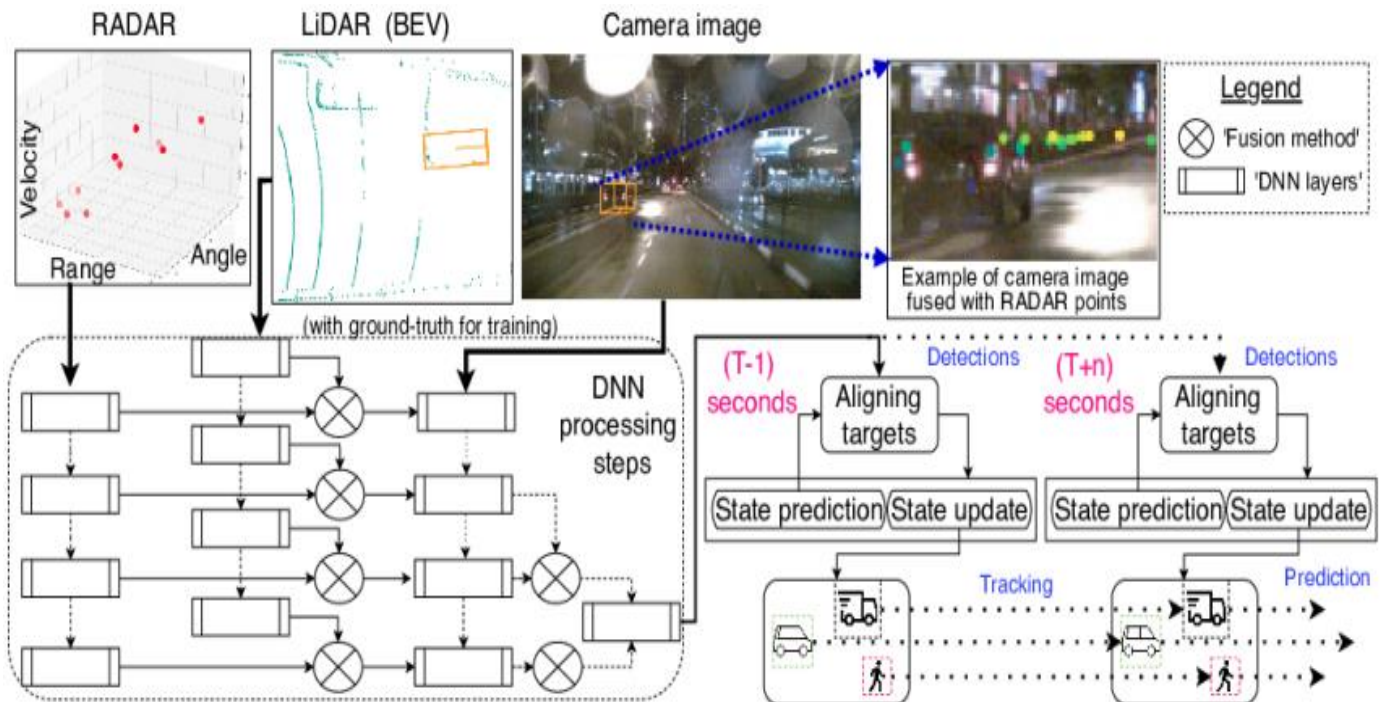 RADAR
LiDAR (BEV)
Camera image
Velocity
Range
Angle
Example of camera image
fused with RADAR points
Legend
'Fusion method'
'DNN layers'
(with ground-truth for training)
DNN
processing
steps
(T-1)
seconds
Detections
Aligning
targets
State prediction
State update
(T+n)
seconds
Detections
Aligning
targets
State prediction
State update
Tracking
Prediction